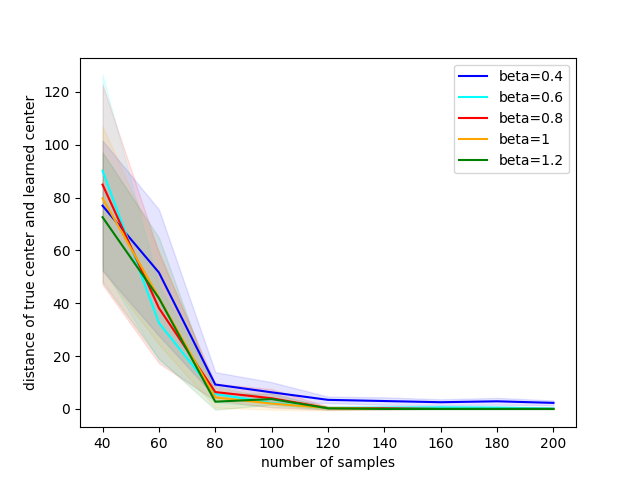 beta=0.4
beta=0.6
beta=0.8
beta=1
beta=1.2
120
100
80
60
40
20
0
distance of true center and learned center
40 60 80 100 120 140 160 180 200
number of samples